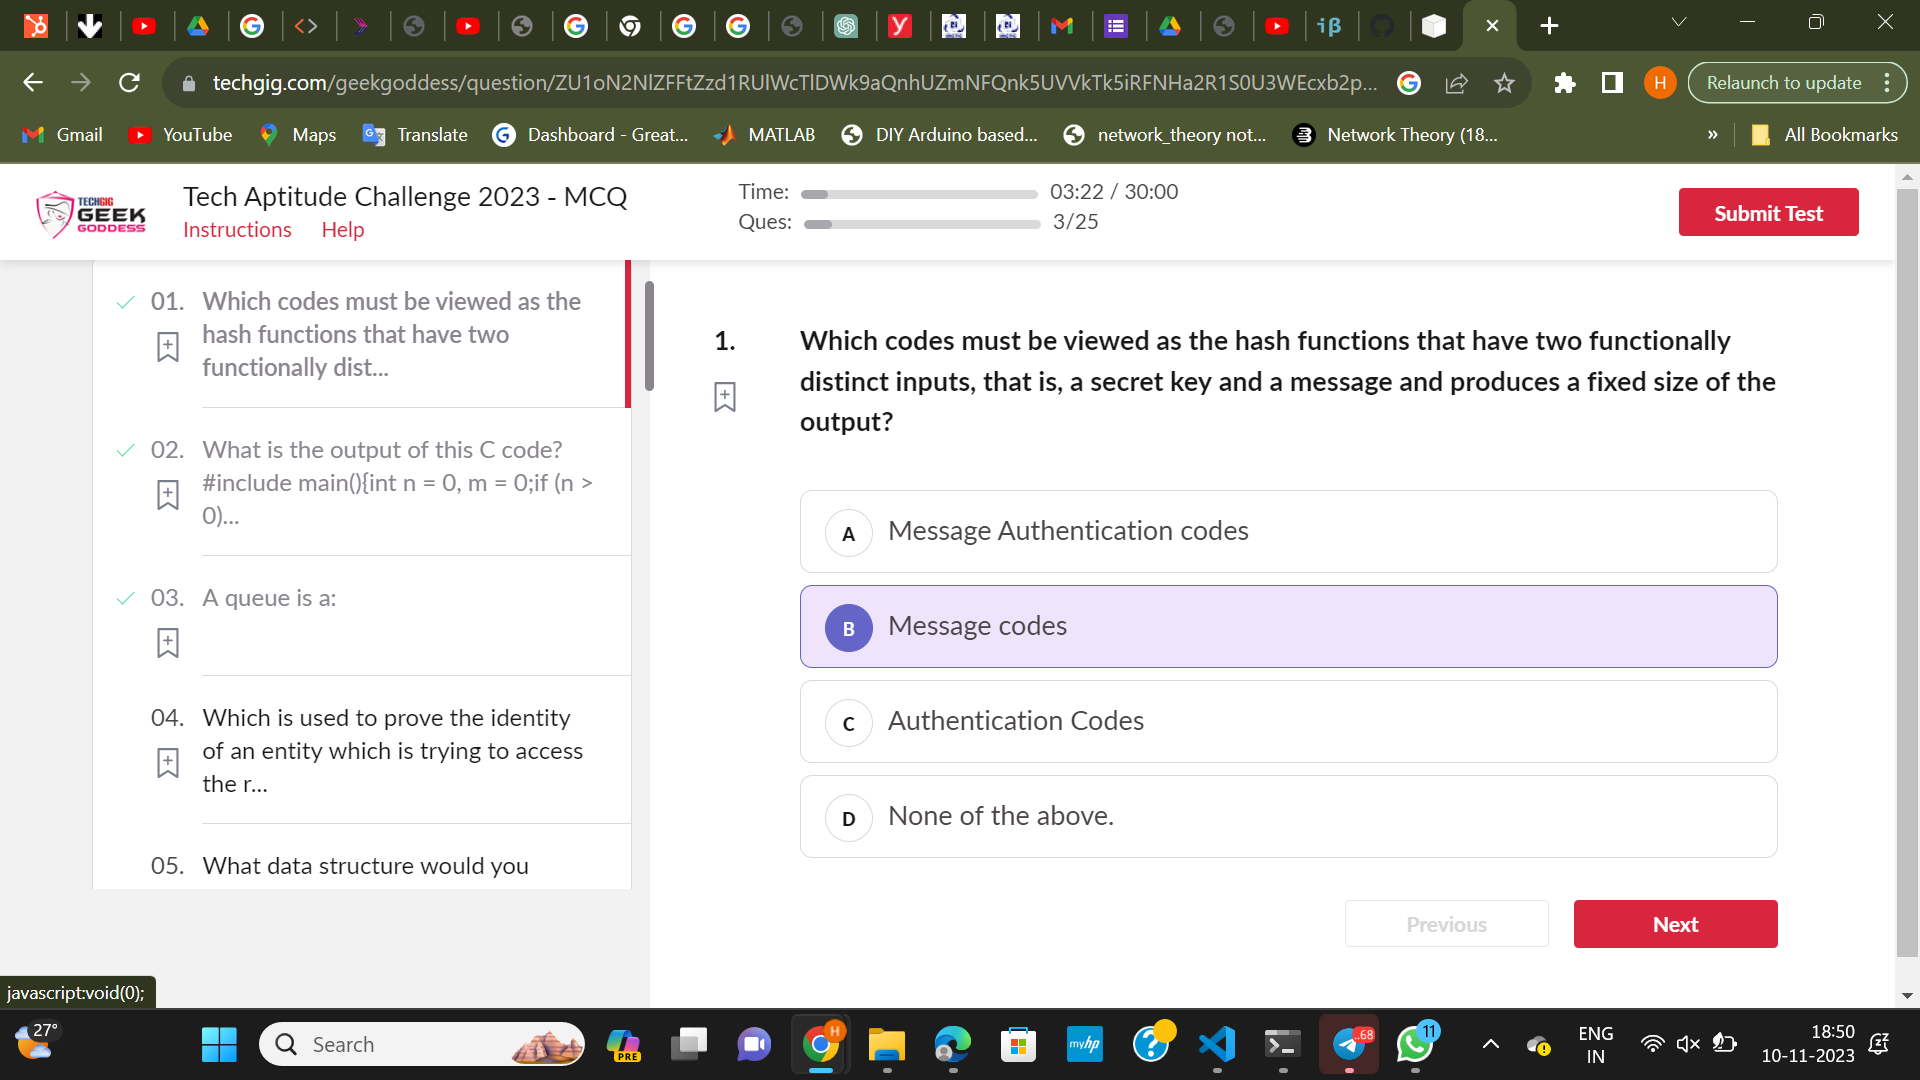 techgig.com/geekgoddess/question/ZU1oN2NlZFFtZzd1RUlWcTlDWk9aQnhUZmNFQnk5UVVkTk5iRFNHa2R1S0U3WEcxb2p...
H
Relaunch to update
Gmail
YouTube
Maps
Translate
Dashboard - Great...
MATLAB
DIY Arduino based...
network_theory not...
Network Theory (18...
»
All Bookmarks
TECHGIG
GEEK
GODDESS
Tech Aptitude Challenge 2023 - MCQ
Instructions Help
Time: 03:22 / 30:00
Ques: 3/25
Submit Test
01. Which codes must be viewed as the
hash functions that have two
functionally dist...
02. What is the output of this C code?
#include main(){int n = 0, m = 0;if (n >
0)...
03. A queue is a:
04. Which is used to prove the identity
of an entity which is trying to access
the r...
05. What data structure would you
1. Which codes must be viewed as the hash functions that have two functionally
distinct inputs, that is, a secret key and a message and produces a fixed size of the
output?
A Message Authentication codes
B Message codes
C Authentication Codes
D None of the above.
Previous
Next
javascript:void(0);
27°
Search
PRE
H
myhp
.68
11
ENG
IN
18:50
10-11-2023